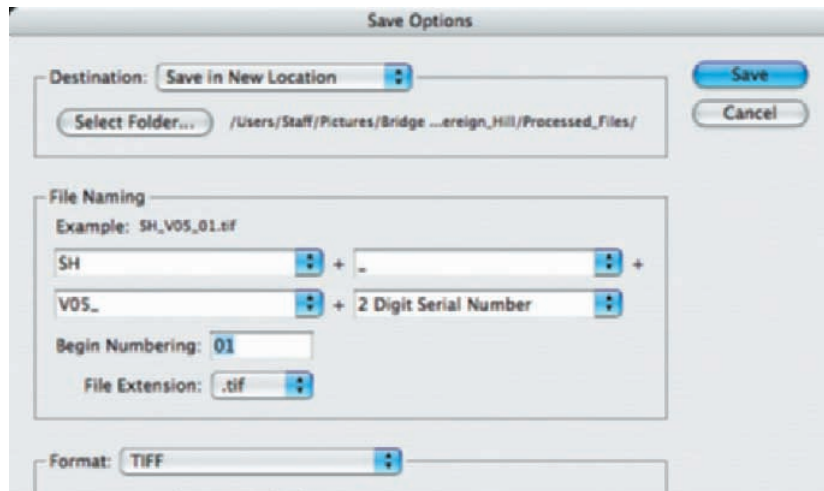 Save Options
Destination: Save in New Location
Save
Select Folder... /Users/Staff/Pictures/Bridge ...ereign_Hill/Processed_Files/
Cancel
File Naming
Example: SH_V05_01.tif
SH + _ +
V05_ + 2 Digit Serial Number
Begin Numbering: 01
File Extension: .tif
Format: TIFF